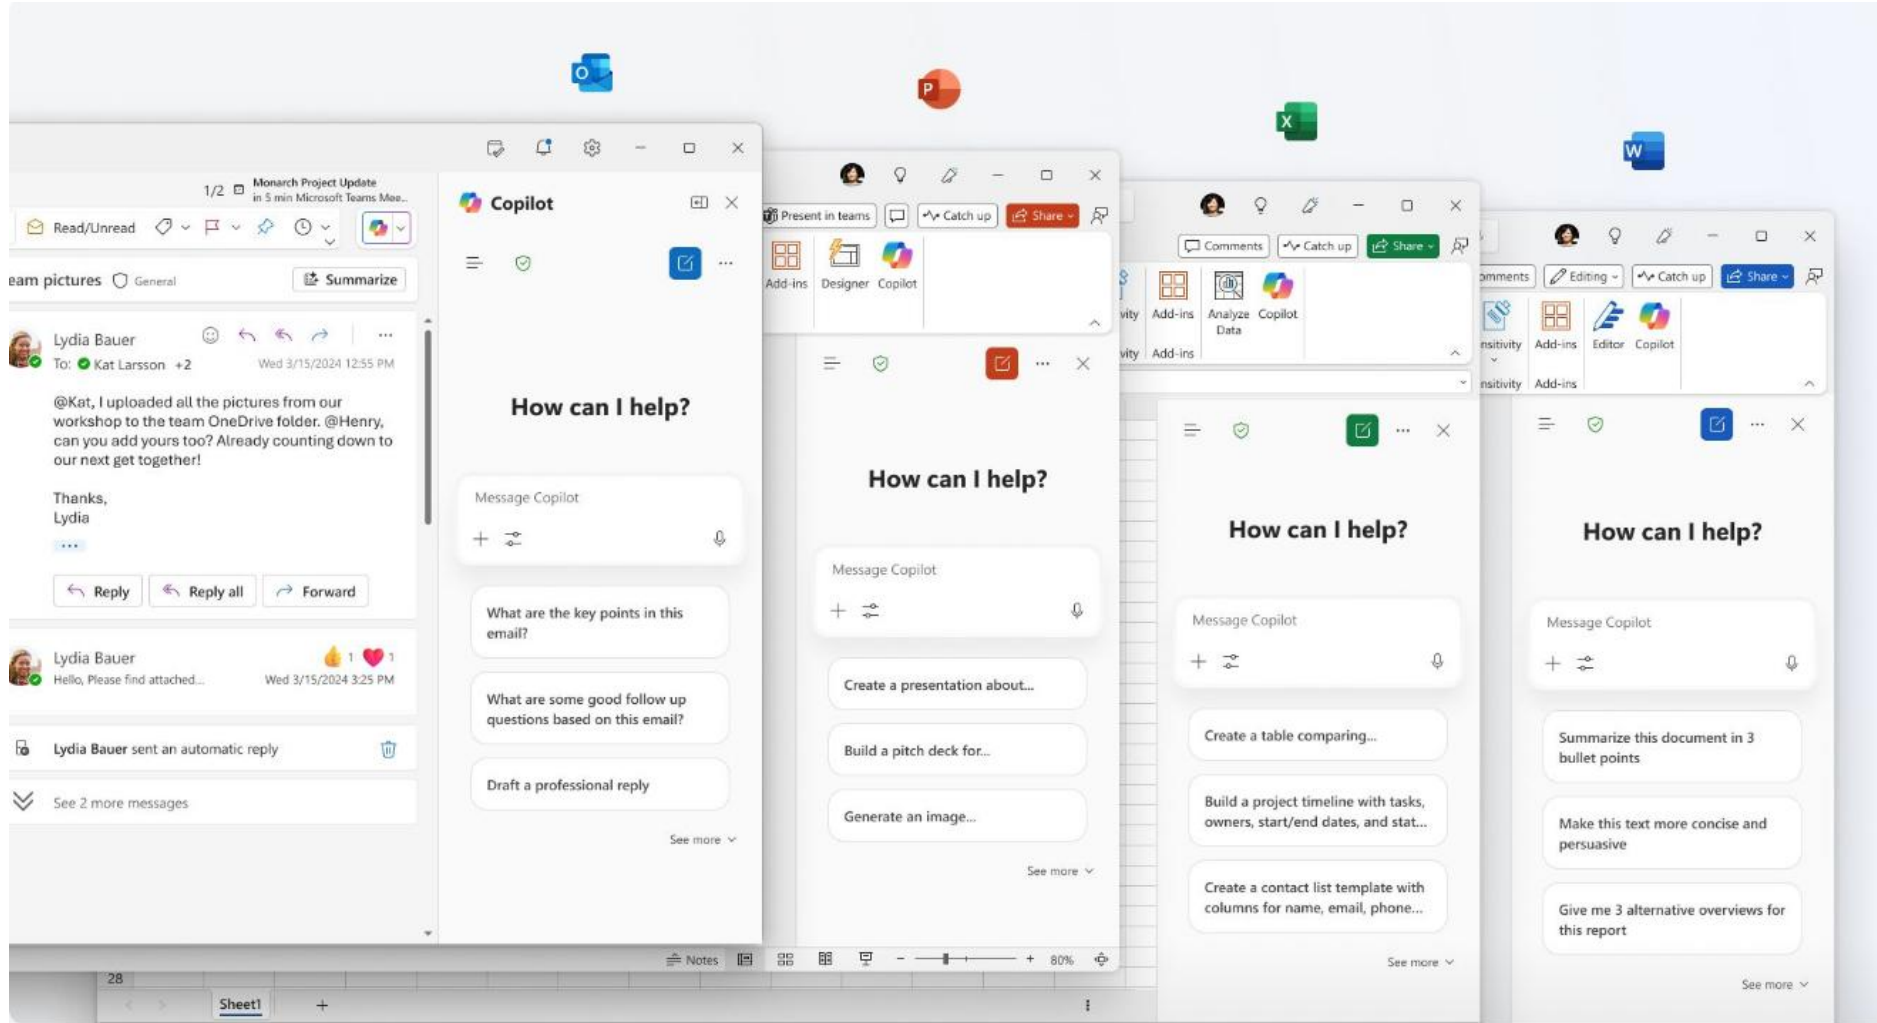 O
P
X
W
1/2
Monarch Project Update
in 5 min Microsoft Teams Mee...
Read/Unread
eam pictures
General
Summarize
Lydia Bauer
To: Kat Larsson +2
Wed 3/15/2024 12:55 PM
@Kat, I uploaded all the pictures from our
workshop to the team OneDrive folder. @Henry,
can you add yours too? Already counting down to
our next get together!
Thanks,
Lydia
...
Reply
Reply all
Forward
Lydia Bauer
👍 1 ❤️ 1
Hello, Please find attached...
Wed 3/15/2024 3:25 PM
Lydia Bauer sent an automatic reply
See 2 more messages
Copilot
How can I help?
Message Copilot
What are the key points in this
email?
What are some good follow up
questions based on this email?
Draft a professional reply
See more
Present in teams
Catch up
Share
Add-ins
Designer
Copilot
How can I help?
Message Copilot
Create a presentation about...
Build a pitch deck for...
Generate an image...
See more
Notes
80%
Comments
Catch up
Share
vity
Add-ins
Analyze
Data
Copilot
vity
Add-ins
How can I help?
Message Copilot
Create a table comparing...
Build a project timeline with tasks,
owners, start/end dates, and stat...
Create a contact list template with
columns for name, email, phone...
See more
28
Sheet1
omments
Editing
Catch up
Share
nsitivity
Add-ins
Editor
Copilot
nsitivity
Add-ins
How can I help?
Message Copilot
Summarize this document in 3
bullet points
Make this text more concise and
persuasive
Give me 3 alternative overviews for
this report
See more